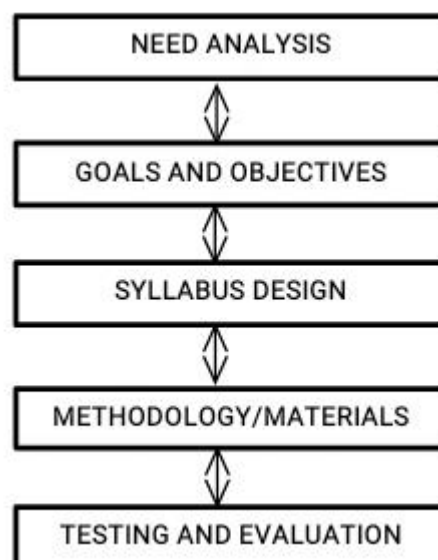 NEED ANALYSIS
GOALS AND OBJECTIVES
SYLLABUS DESIGN
METHODOLOGY/MATERIALS
TESTING AND EVALUATION